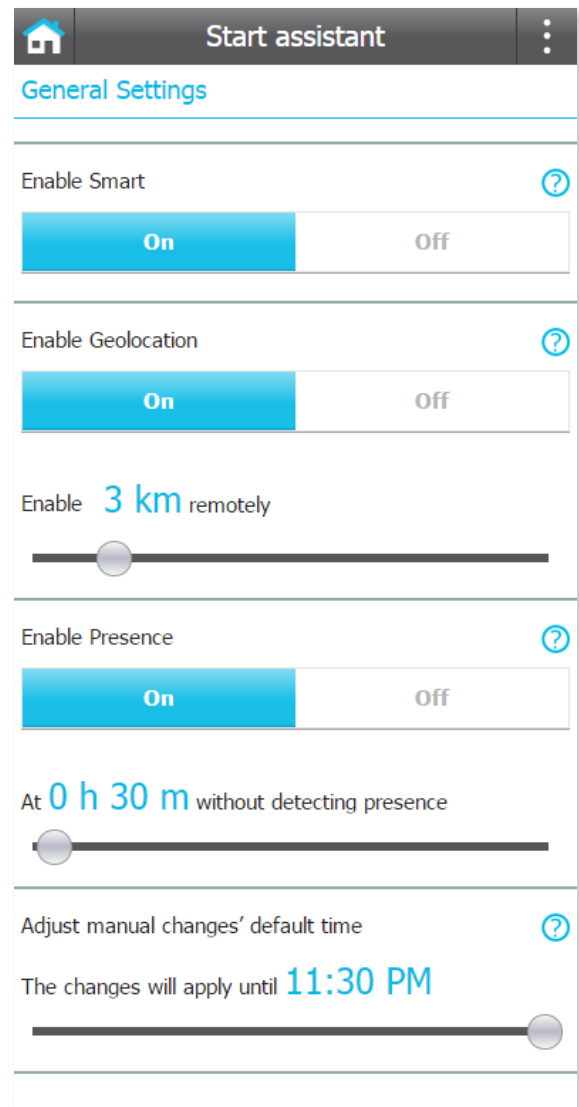 Start assistant
General Settings
Enable Smart ?
On Off
Enable Geolocation ?
On Off
Enable 3 km remotely
Enable Presence ?
On Off
At 0 h 30 m without detecting presence
Adjust manual changes’ default time ?
The changes will apply until 11:30 PM